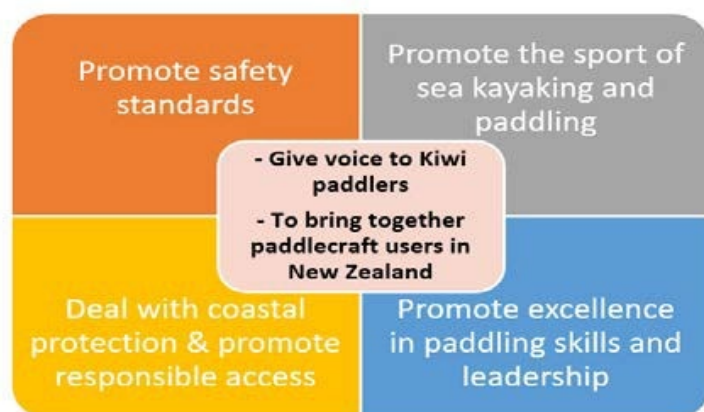 Promote safety
standards
Promote the sport of
sea kayaking and
paddling
- Give voice to Kiwi
paddlers
- To bring together
paddlecraft users in
New Zealand
Deal with coastal
protection & promote
responsible access
Promote excellence
in paddling skills and
leadership